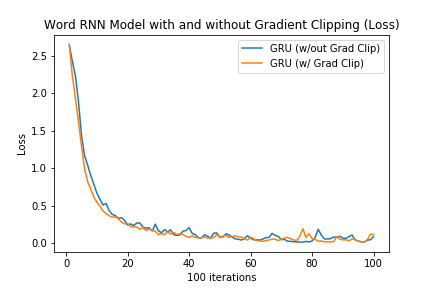 Word RNN Model with and without Gradient Clipping (Loss)
GRU (w/out Grad Clip)
GRU (w/ Grad Clip)
Loss
2.5
2.0
1.5
1.0
0.5
0.0
0 20 40 60 80 100
100 iterations